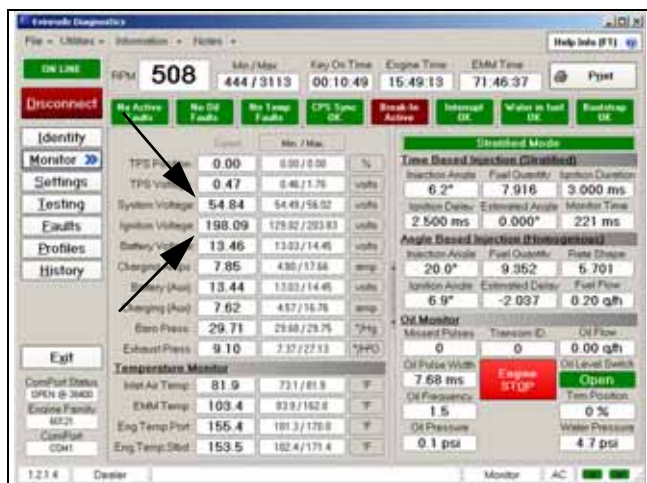 Evinrude Diagnostics
File Utilities Information Notes
Help Info (F1)
ON LINE
RPM 508
Min./Max.
444 / 3113
Key On Time
00:10:49
Engine Time
15:49:13
EMM Time
71:46:37
Print
Disconnect
No Active Faults
No Oil Faults
No Temp Faults
CPS Sync OK
Break-In Active
Interrupt OK
Water in fuel OK
Bootstrap OK
Identify
Monitor
Settings
Testing
Faults
Profiles
History
Exit
ComPort Status
OPEN @ 38400
Engine Family
ComPort
COM1
Current Min. / Max.
TPS 0.00 0.00 / 0.00 %
TPS 0.47 0.46 / 1.76 volts
System Voltage 54.84 54.49 / 56.02 volts
Ignition Voltage 198.09 129.02 / 203.83 volts
Battery 13.46 13.03 / 14.45 volts
Charging 7.85 4.80 / 17.66 amp
Battery (Aux) 13.44 13.03 / 14.45 volts
Charging (Aux) 7.62 4.57 / 16.76 amp
Baro Press 29.71 29.68 / 29.75 "/Hg
Exhaust Press 9.10 7.37 / 27.13 "/H2O
Temperature Monitor
Inlet Air Temp 81.9 73.1 / 81.9 °F
EMM Temp 103.4 83.9 / 162.8 °F
Eng Temp Port 155.4 101.3 / 170.8 °F
Eng Temp Stbd 153.5 102.4 / 171.4 °F
Stratified Mode
Time Based Injection (Stratified)
Injection Angle Fuel Quantity Ignition Duration
6.2° 7.916 3.000 ms
Ignition Delay Estimated Angle Monitor Time
2.500 ms 0.000° 221 ms
Angle Based Injection (Homogenous)
Injection Angle Fuel Quantity Rate Shape
20.0° 9.352 5.701
Ignition Angle Estimated Delay Fuel Flow
6.9° -2.037 0.20 q/h
Oil Monitor
Missed Pulses Transom ID Oil Flow
0 0 0.00 q/h
Oil Pulse Width
7.68 ms
Engine STOP
Oil Level Switch
Open
Oil Frequency
1.5
Trim Position
0 %
Oil Pressure
0.1 psi
Water Pressure
4.7 psi
1.2.1.4 Dealer Monitor AC